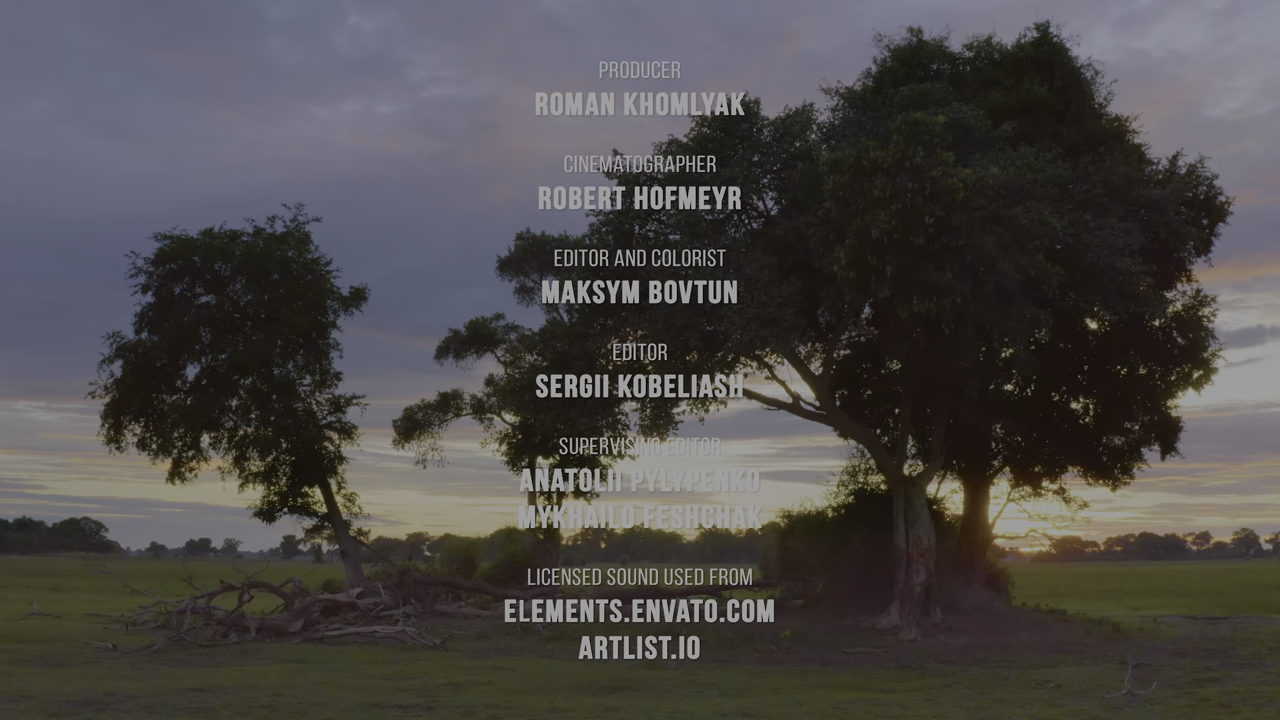 PRODUCER
ROMAN KHOMLYAK
CINEMATOGRAPHER
ROBERT HOFMEYR
EDITOR AND COLORIST
MAKSYM BOVTUN
EDITOR
SERGII KOBELIASH
SUPERVISING EDITOR
ANATOLII PYLYPENKO
MYKHAILO FESHCHAK
LICENSED SOUND USED FROM
ELEMENTS.ENVATO.COM
ARTLIST.IO